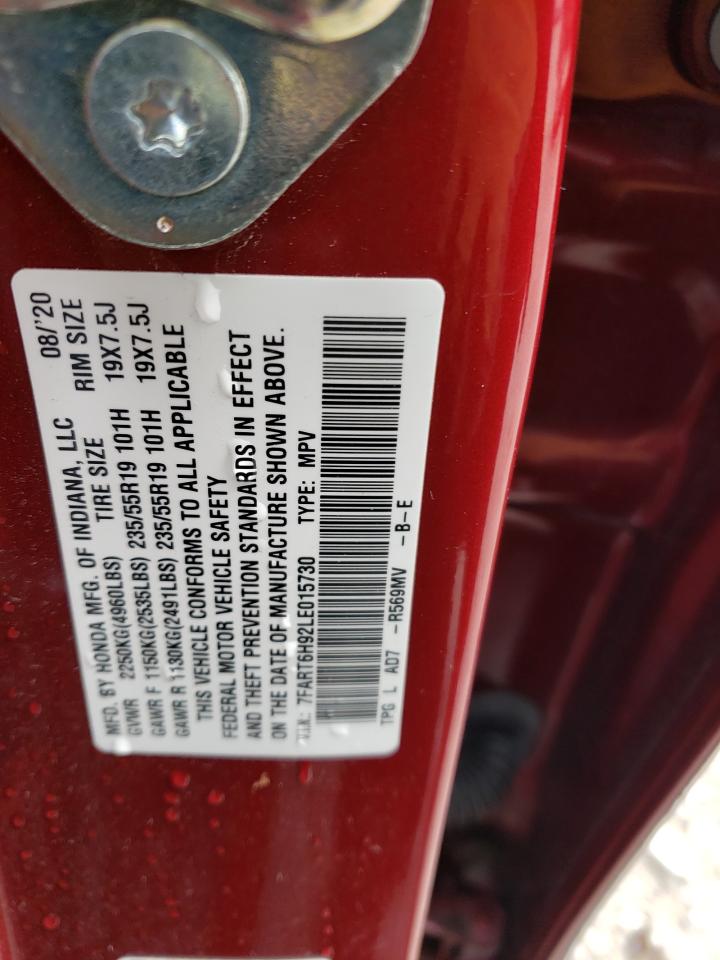 MFD. BY HONDA MFG. OF INDIANA, LLC 08/'20
GVWR 2250KG(4960LBS) TIRE SIZE RIM SIZE
GAWR F 1150KG(2535LBS) 235/55R19 101H 19X7.5J
GAWR R 1130KG(2491LBS) 235/55R19 101H 19X7.5J
THIS VEHICLE CONFORMS TO ALL APPLICABLE
FEDERAL MOTOR VEHICLE SAFETY
AND THEFT PREVENTION STANDARDS IN EFFECT
ON THE DATE OF MANUFACTURE SHOWN ABOVE.
V.I.N.: 7FART6H92LE015730 TYPE: MPV
TPG L AD7 -R569MV -B-E